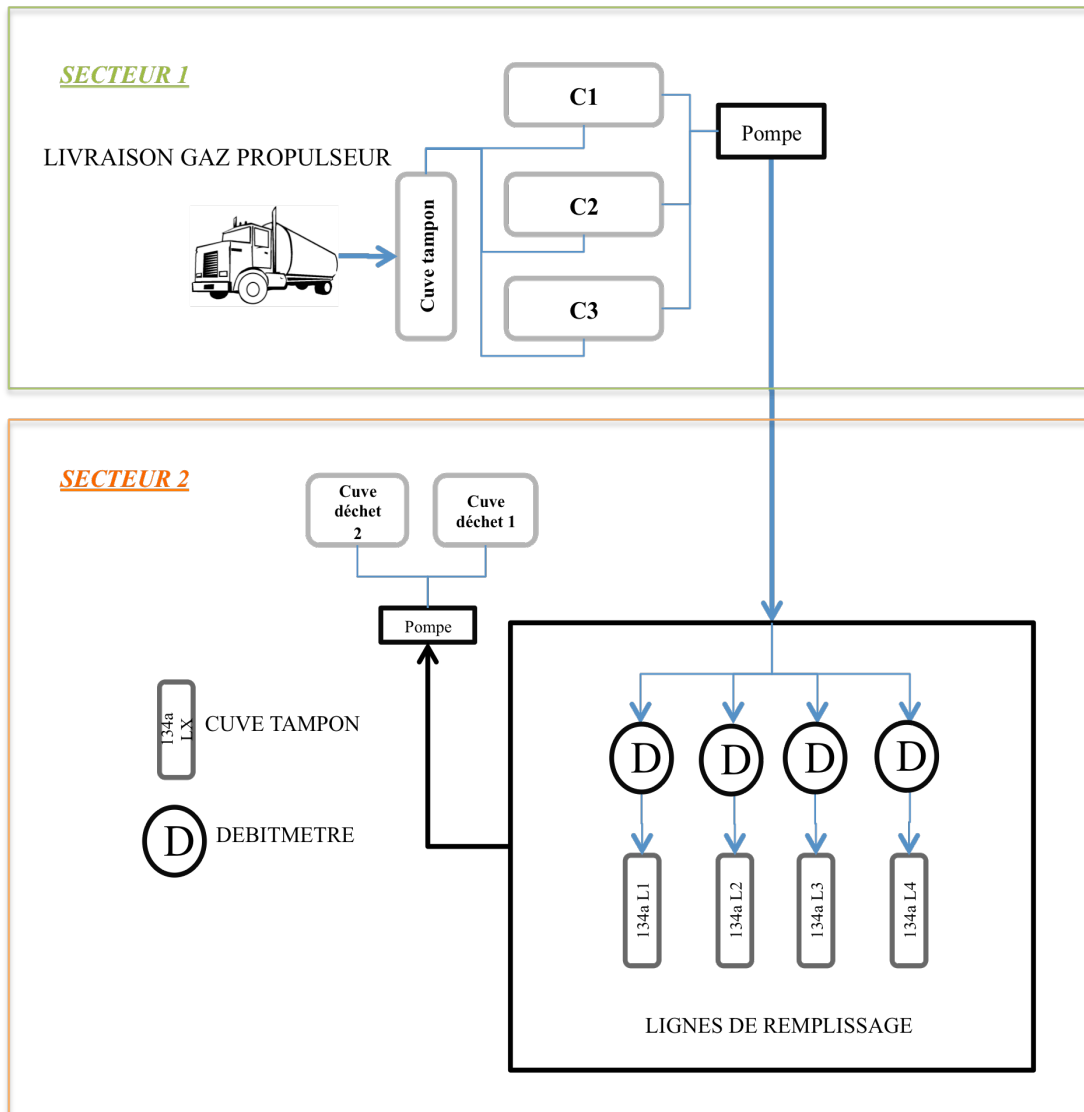 SECTEUR 1
LIVRAISON GAZ PROPULSEUR
Cuve tampon
C1
C2
C3
Pompe
SECTEUR 2
Cuve
déchet
2
Cuve
déchet 1
Pompe
134a
LX
CUVE TAMPON
D
DEBITMETRE
D
D
D
D
134a L1
134a L2
134a L3
134a L4
LIGNES DE REMPLISSAGE